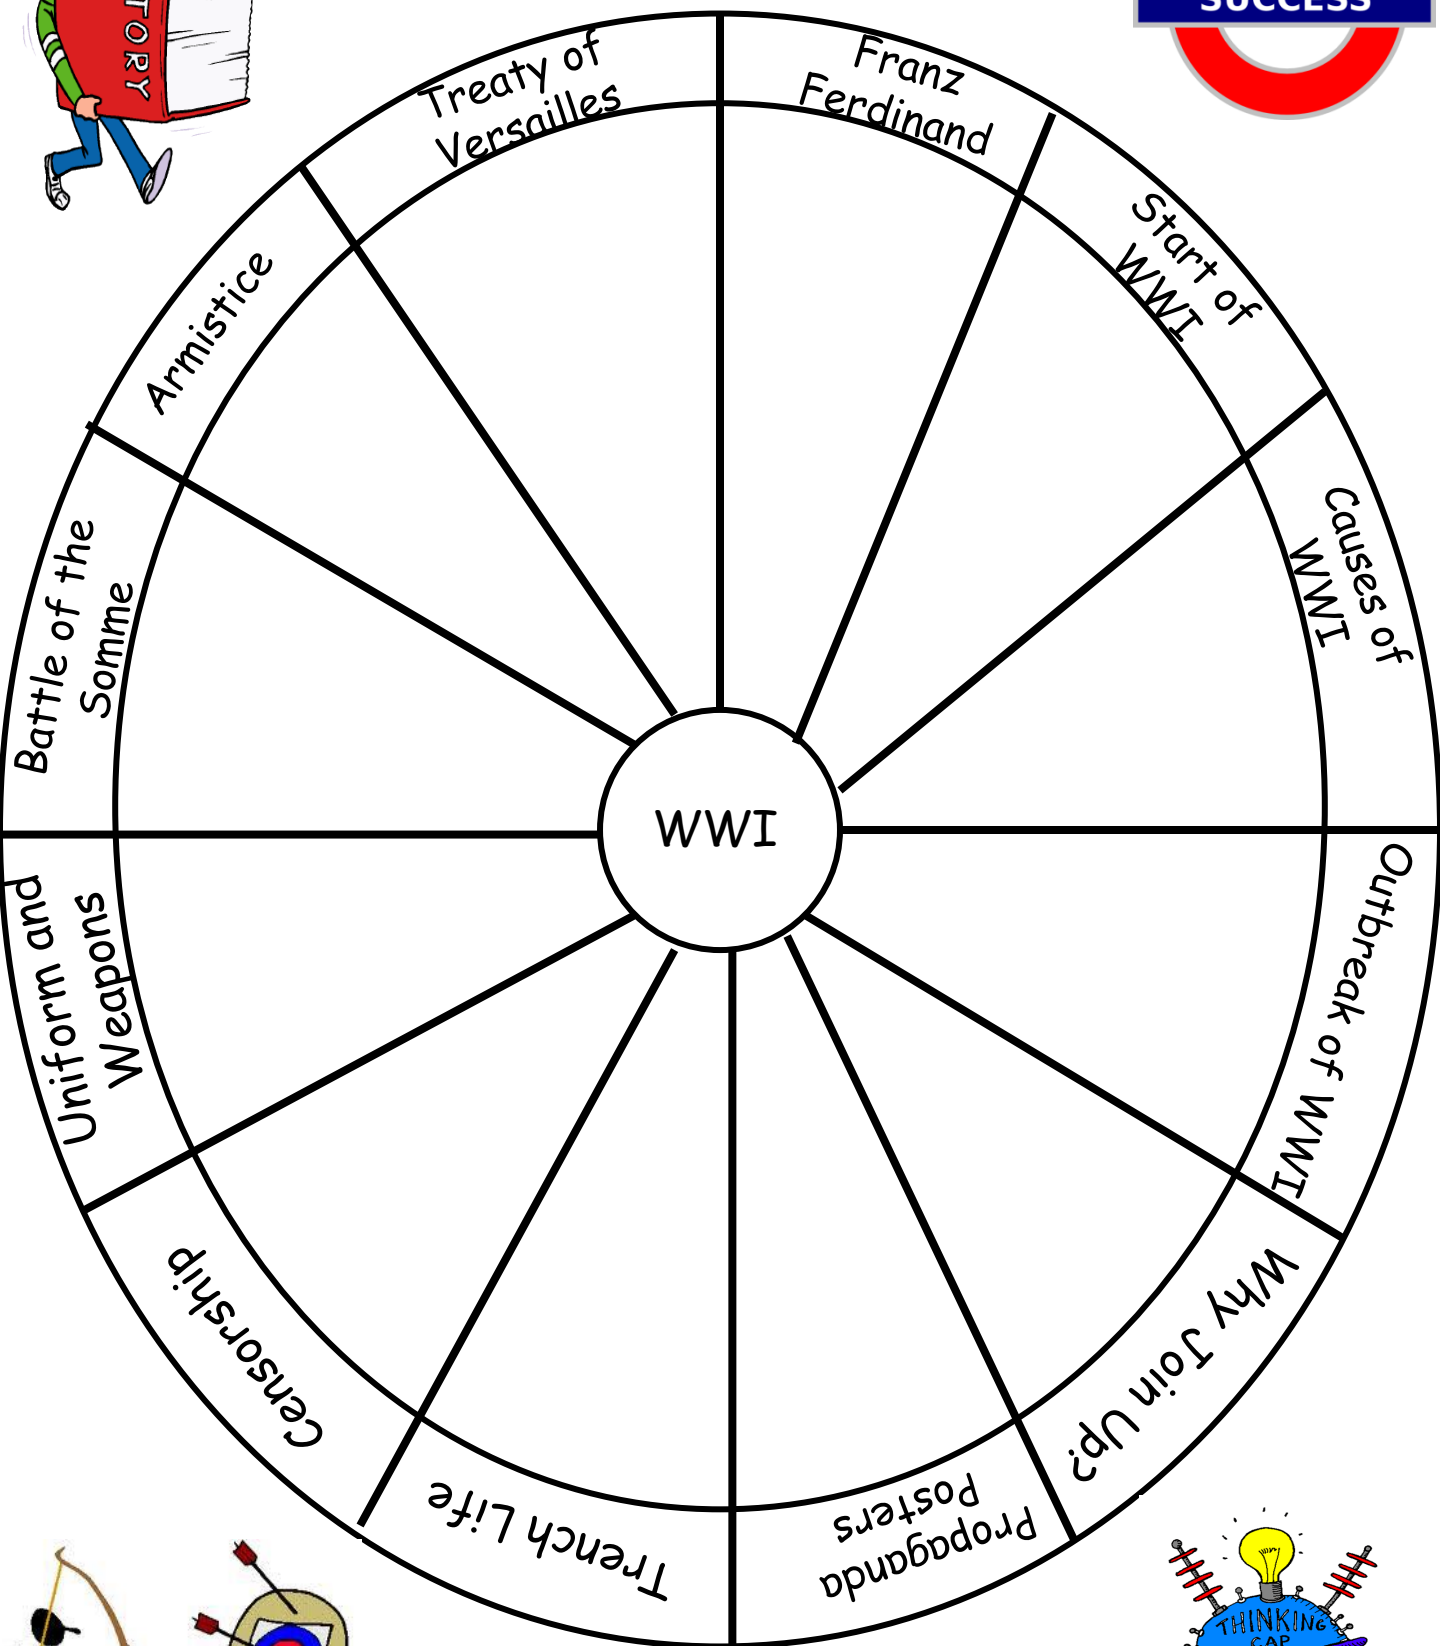 TORY
SUCCESS
Franz
Ferdinand
Start of
WWI
Causes of
WWI
Outbreak of WWI
Why Join Up?
Propaganda
Posters
Trench Life
Censorship
Uniform and
Weapons
Battle of the
Somme
Armistice
Treaty of
Versailles
WWI
THINKING
CAP